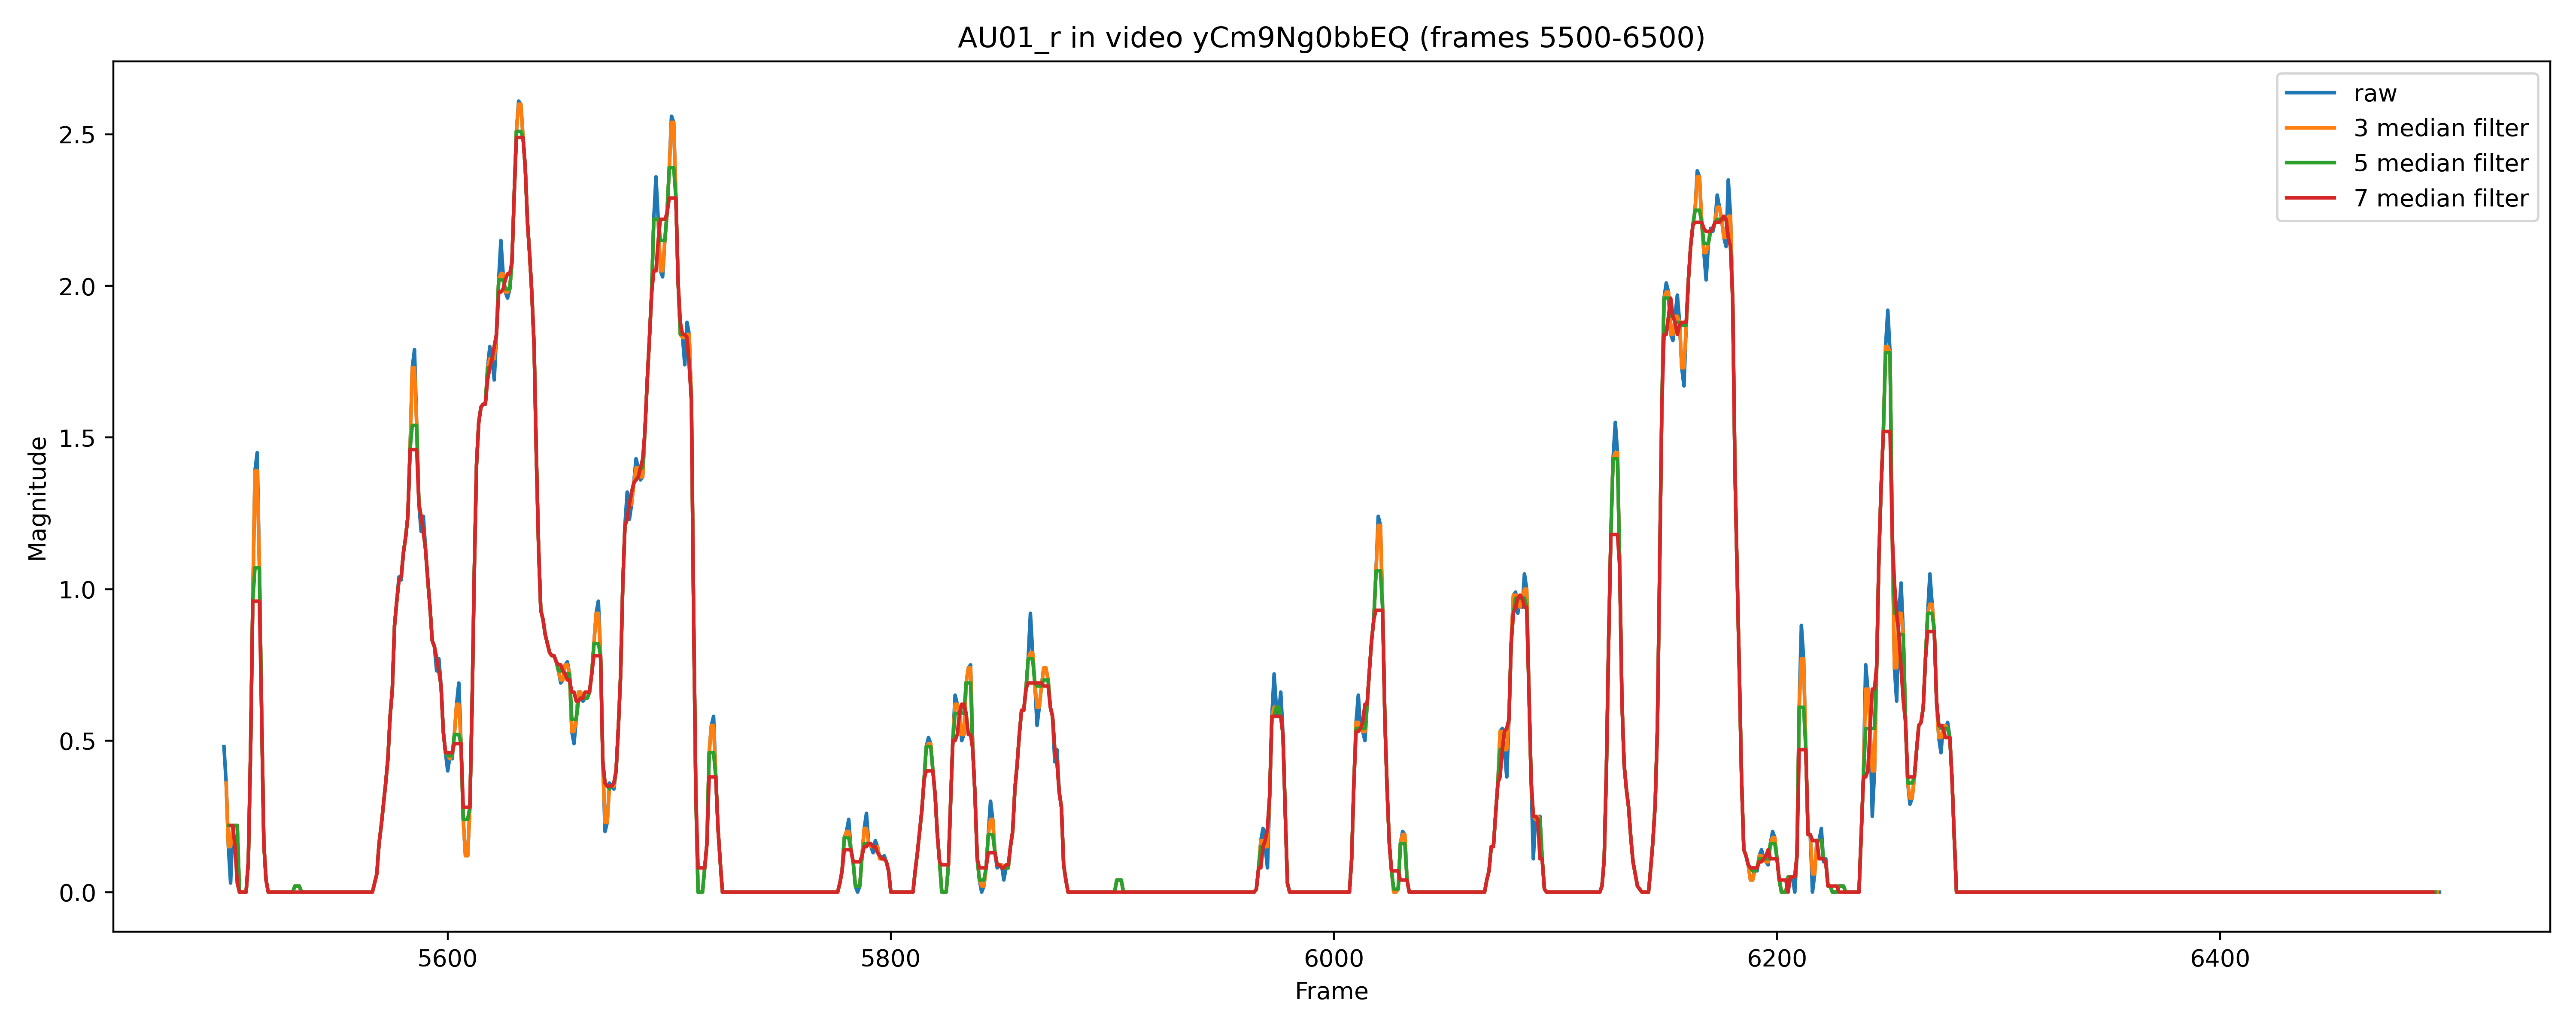 AU01_r in video yCm9Ng0bbEQ (frames 5500-6500)
raw
3 median filter
5 median filter
7 median filter
Magnitude
2.5
2.0
1.5
1.0
0.5
0.0
5600 5800 6000 6200 6400
Frame